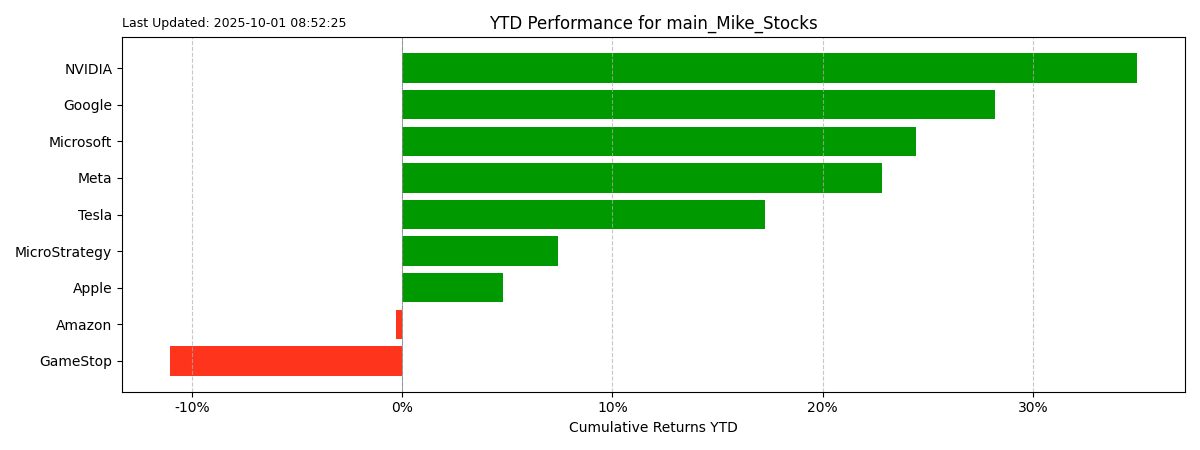 Last Updated: 2025-10-01 08:52:25
YTD Performance for main_Mike_Stocks
NVIDIA
Google
Microsoft
Meta
Tesla
MicroStrategy
Apple
Amazon
GameStop
-10% 0% 10% 20% 30%
Cumulative Returns YTD